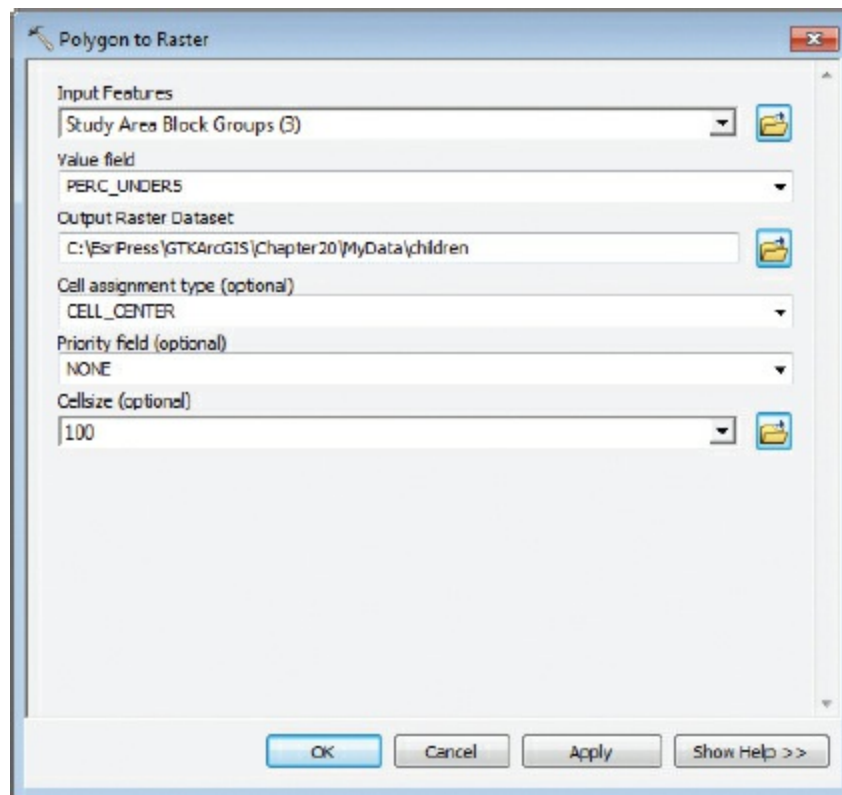 Polygon to Raster
Input Features
Study Area Block Groups (3)
Value field
PERC_UNDER5
Output Raster Dataset
C:\EsriPress\GTKArcGIS\Chapter20\MyData\children
Cell assignment type (optional)
CELL_CENTER
Priority field (optional)
NONE
Cellsize (optional)
100
OK Cancel Apply Show Help >>